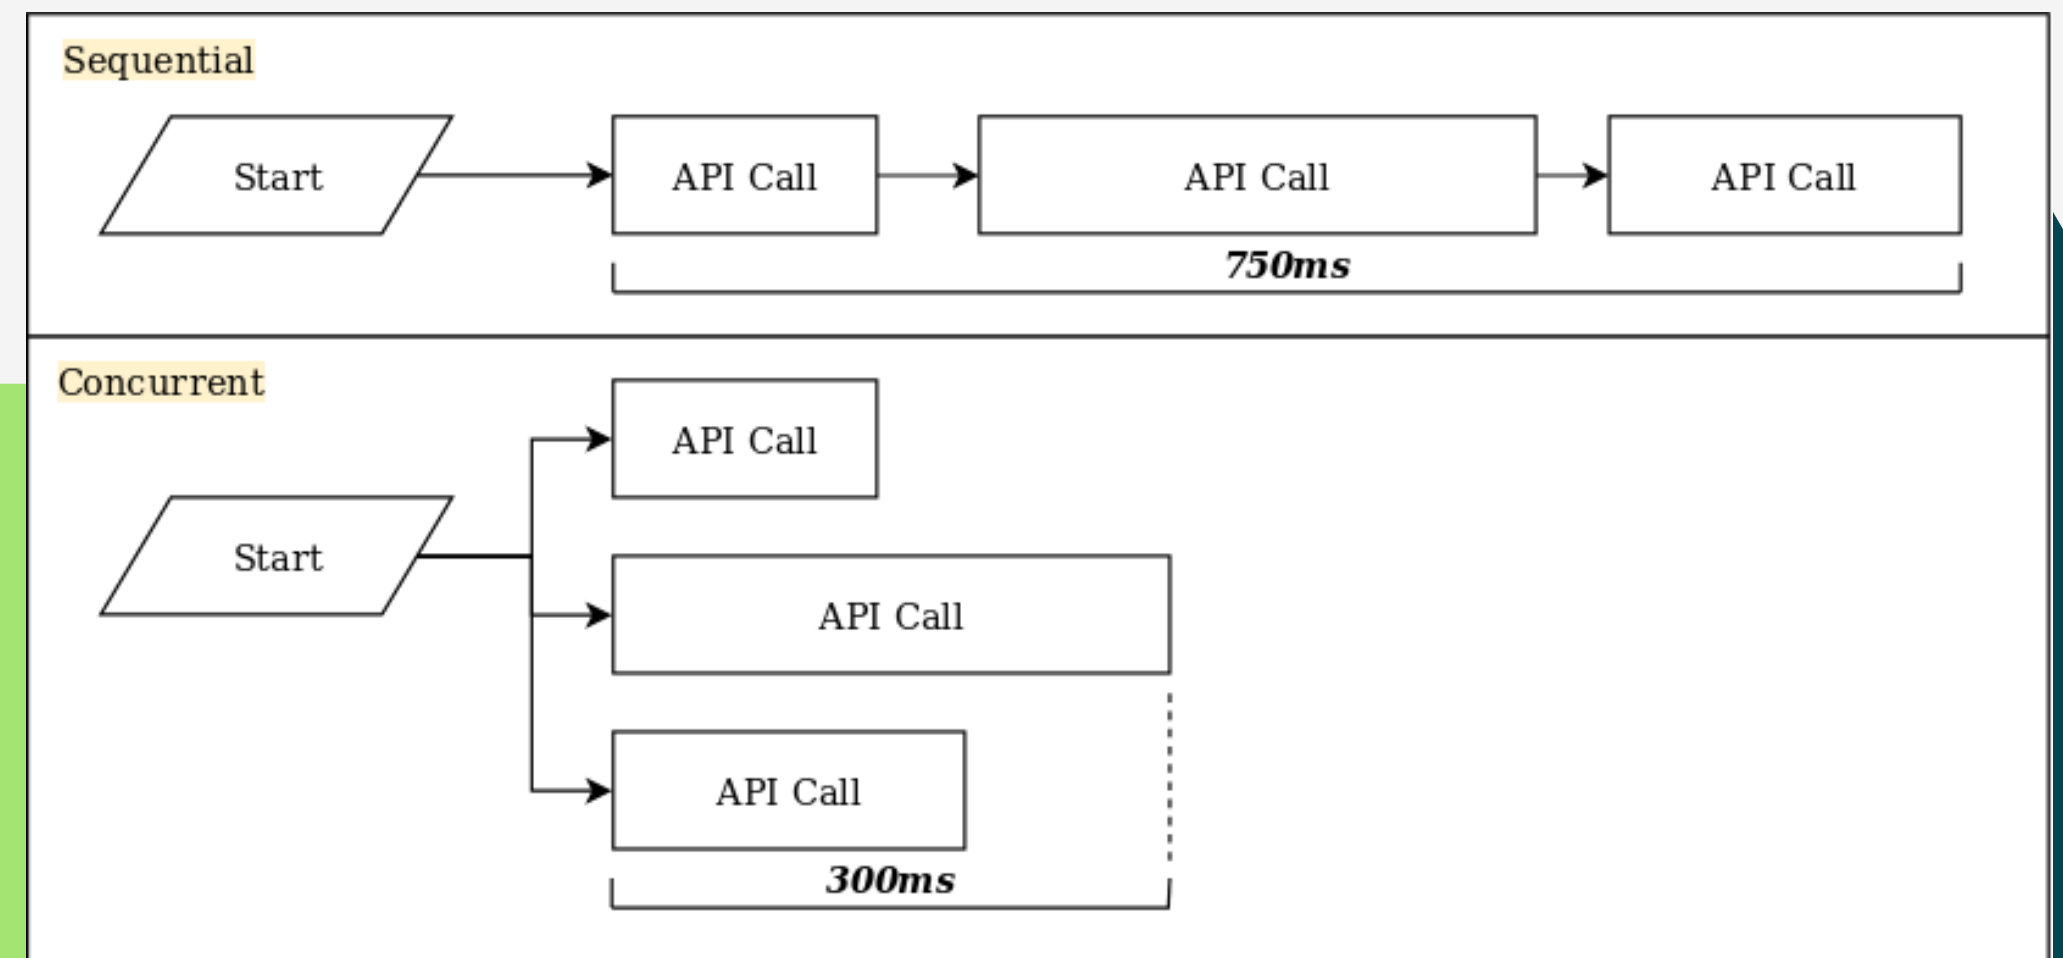 Sequential
Start
API Call
API Call
API Call
750ms
Concurrent
API Call
Start
API Call
API Call
300ms